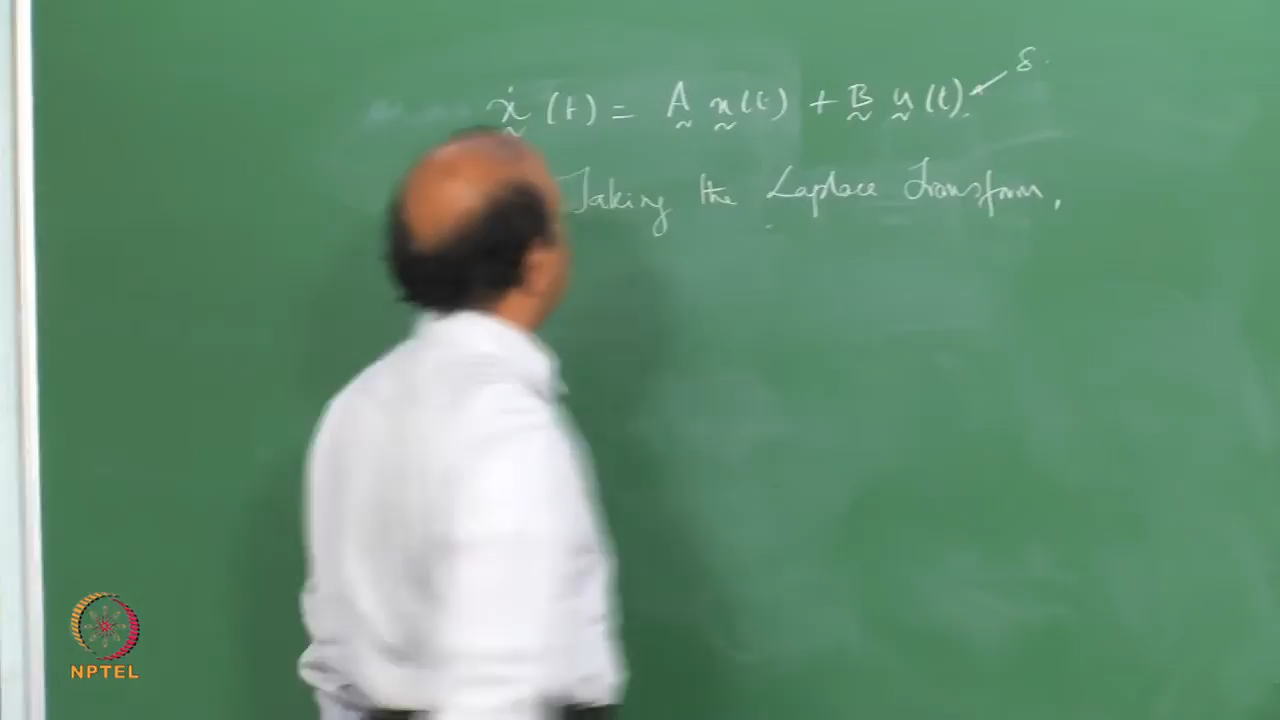 δ.
ẋ (t) = A x(t) + B u(t).
Taking the Laplace Transform,
NPTEL